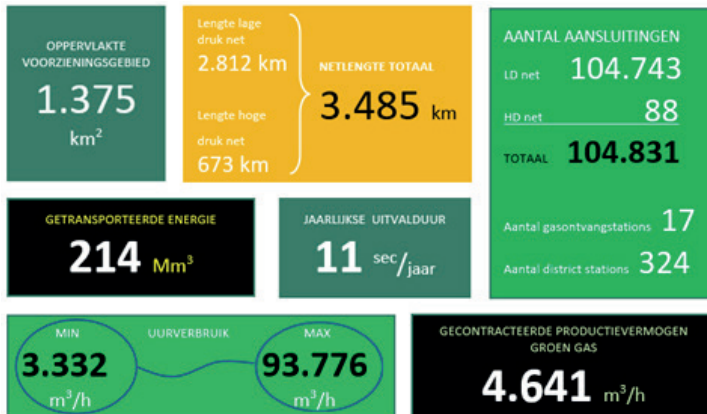 OPPERVLAKTE
VOORZIENINGSGEBIED
1.375
km²
Lengte lage
druk net
2.812 km
Lengte hoge
druk net
673 km
NETLENGTE TOTAAL
3.485 km
AANTAL AANSLUITINGEN
LD net 104.743
HD net 88
TOTAAL 104.831
Aantal gasontvangstations 17
Aantal district stations 324
GETRANSPORTEERDE ENERGIE
214 Mm³
JAARLIJKSE UITVALDUUR
11 sec/jaar
MIN UURVERBRUIK MAX
3.332 93.776
m³/h m³/h
GECONTRACTEERDE PRODUCTIEVERMOGEN
GROEN GAS
4.641 m³/h